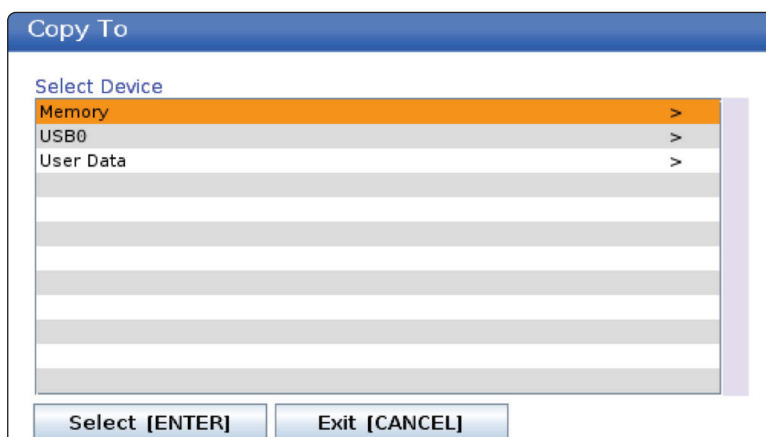 Copy To
Select Device
Memory >
USB0 >
User Data >
Select [ENTER] Exit [CANCEL]